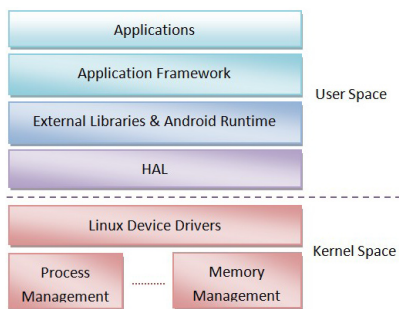 Applications
Application Framework
User Space
External Libraries & Android Runtime
HAL
Linux Device Drivers
Kernel Space
Process
Management
Memory
Management